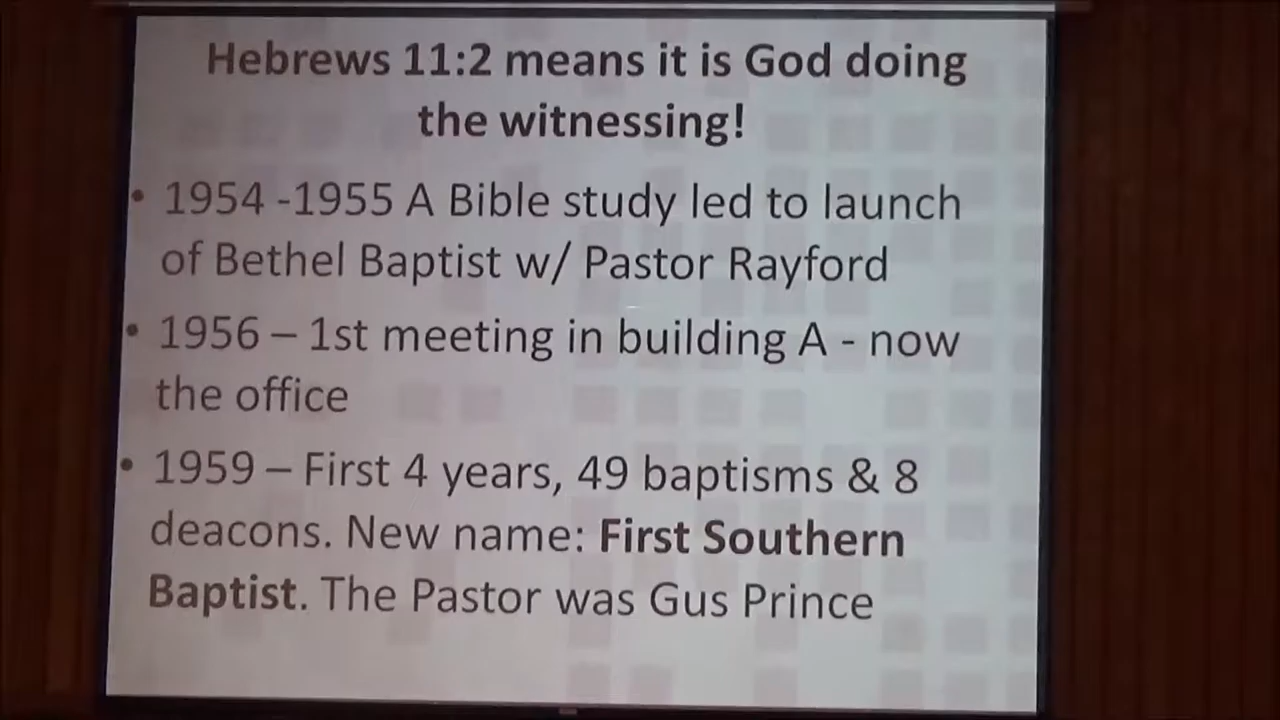 Hebrews 11:2 means it is God doing
the witnessing!
• 1954 -1955 A Bible study led to launch
of Bethel Baptist w/ Pastor Rayford
• 1956 – 1st meeting in building A - now
the office
• 1959 – First 4 years, 49 baptisms & 8
deacons. New name: First Southern
Baptist. The Pastor was Gus Prince